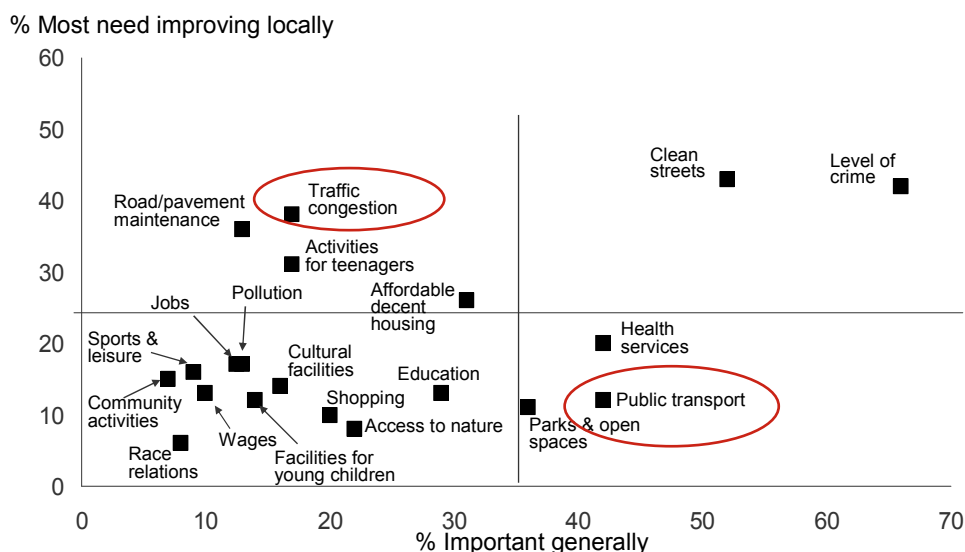 % Most need improving locally
60
50
40
30
20
10
0
Clean
streets
Level of
crime
Traffic
congestion
Road/pavement
maintenance
Activities
for teenagers
Affordable
decent
housing
Jobs
Pollution
Sports &
leisure
Cultural
facilities
Health
services
Education
Community
activities
Shopping
Public transport
Access to nature
Parks & open
spaces
Wages
Race
relations
Facilities for
young children
0
10
20
30
40
50
60
70
% Important generally